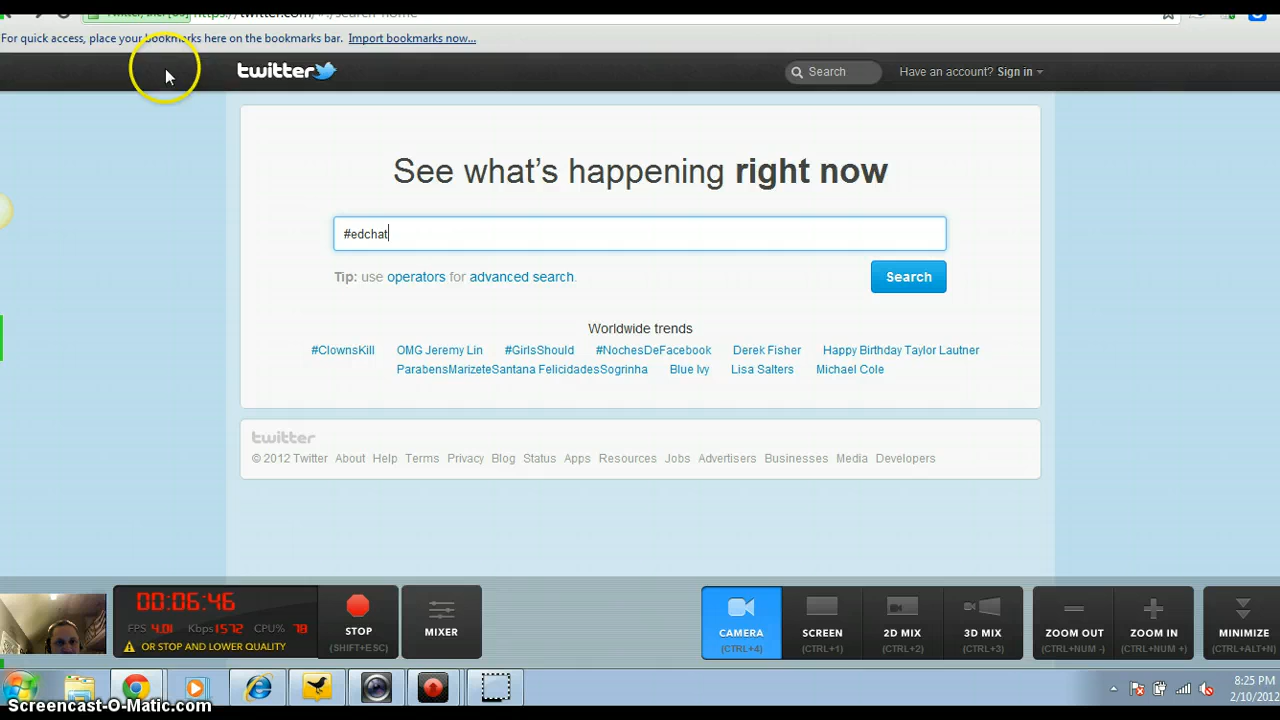 For quick access, place your bookmarks here on the bookmarks bar. Import bookmarks now...
twitter
Search
Have an account? Sign in
See what's happening right now
#edchat
Tip: use operators for advanced search.
Search
Worldwide trends
#ClownsKill OMG Jeremy Lin #GirlsShould #NochesDeFacebook Derek Fisher Happy Birthday Taylor Lautner
ParabensMarizeteSantana FelicidadesSogrinha Blue Ivy Lisa Salters Michael Cole
twitter
© 2012 Twitter About Help Terms Privacy Blog Status Apps Resources Jobs Advertisers Businesses Media Developers
00:06:46
FPS 4.01 Kbps 1572 CPU% 78
OR STOP AND LOWER QUALITY
STOP
(SHIFT+ESC)
MIXER
CAMERA
(CTRL+4)
SCREEN
(CTRL+1)
2D MIX
(CTRL+2)
3D MIX
(CTRL+3)
ZOOM OUT
(CTRL+NUM -)
ZOOM IN
(CTRL+NUM +)
MINIMIZE
(CTRL+ALT+N)
8:25 PM
2/10/2012
Screencast-O-Matic.com